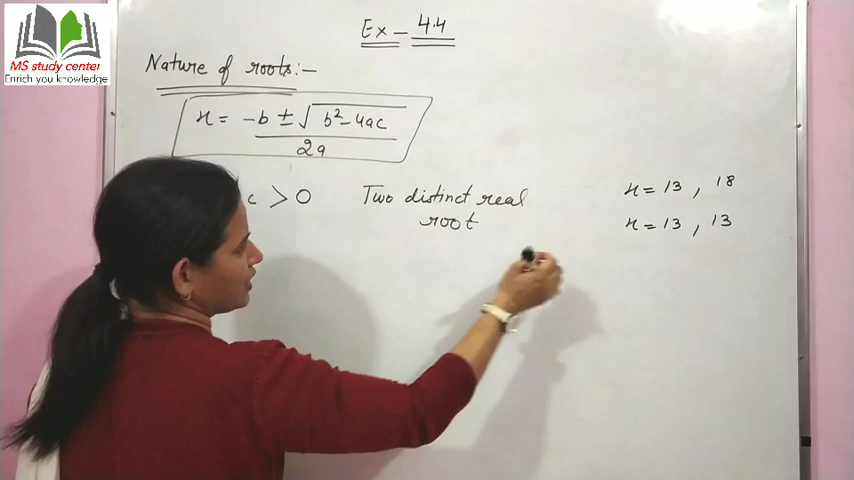 MS study center
Enrich you knowledge
Ex - 4.4
Nature of roots:-
x = -b ± √b²-4ac
2a
c > 0 Two distinct real
root
x = 13, 18
x = 13, 13